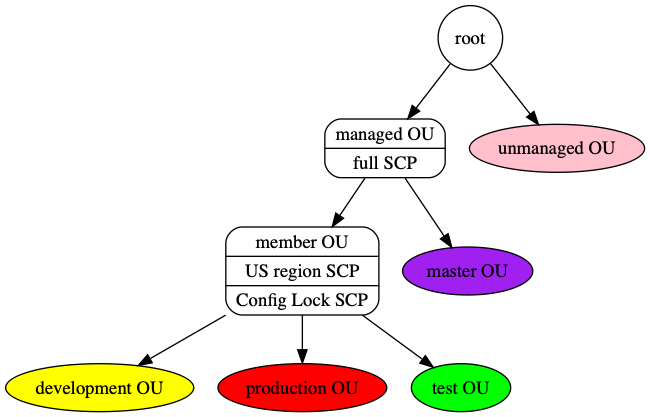 root
managed OU
full SCP
unmanaged OU
member OU
US region SCP
Config Lock SCP
master OU
development OU
production OU
test OU